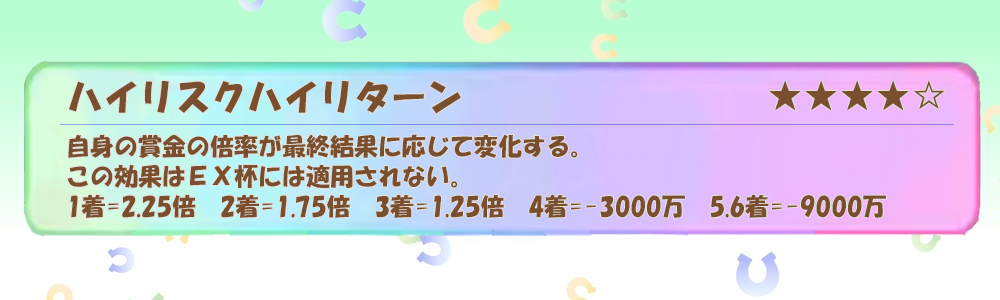 ハイリスクハイリターン ★★★★☆
自身の賞金の倍率が最終結果に応じて変化する。
この効果はＥＸ杯には適用されない。
1着=2.25倍　2着=1.75倍　3着=1.25倍　4着=-3000万　5.6着=-9000万